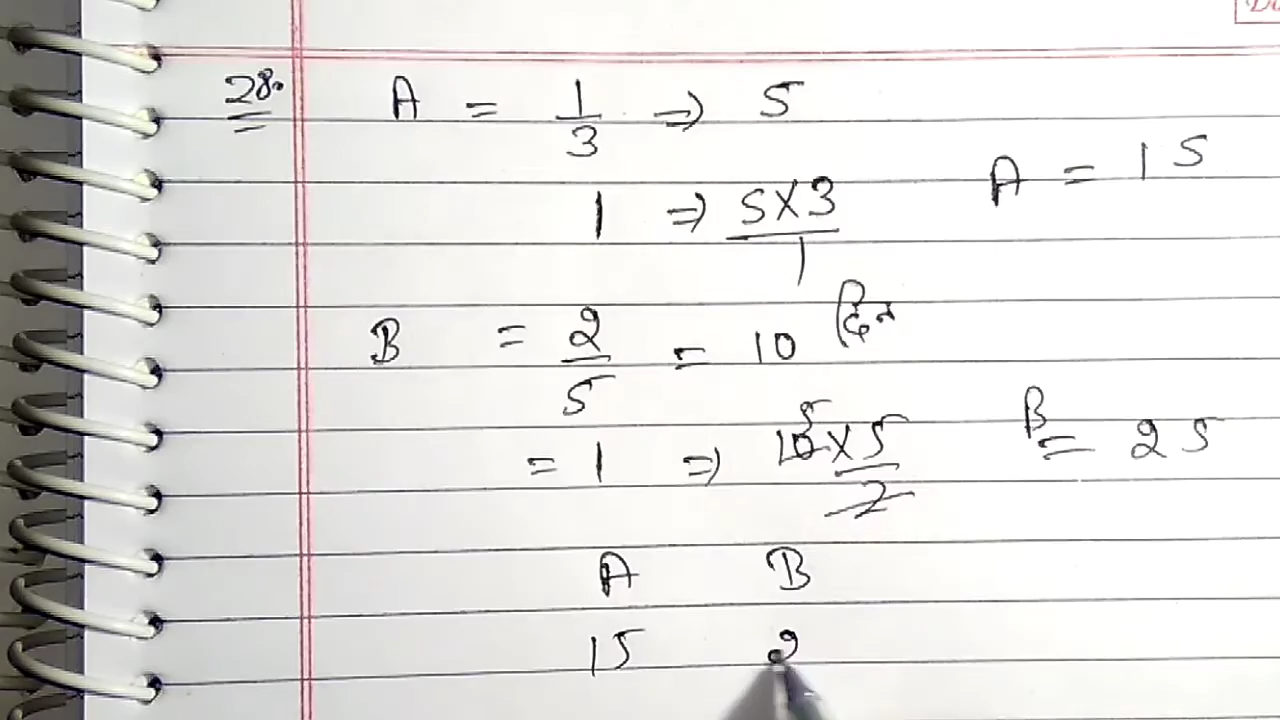 28. A = 1/3 ⇒ 5
1 ⇒ 5×3/1 A = 15
B = 2/5 = 10 दिन
= 1 ⇒ 10×5/2 5 B = 25
A B
15 2